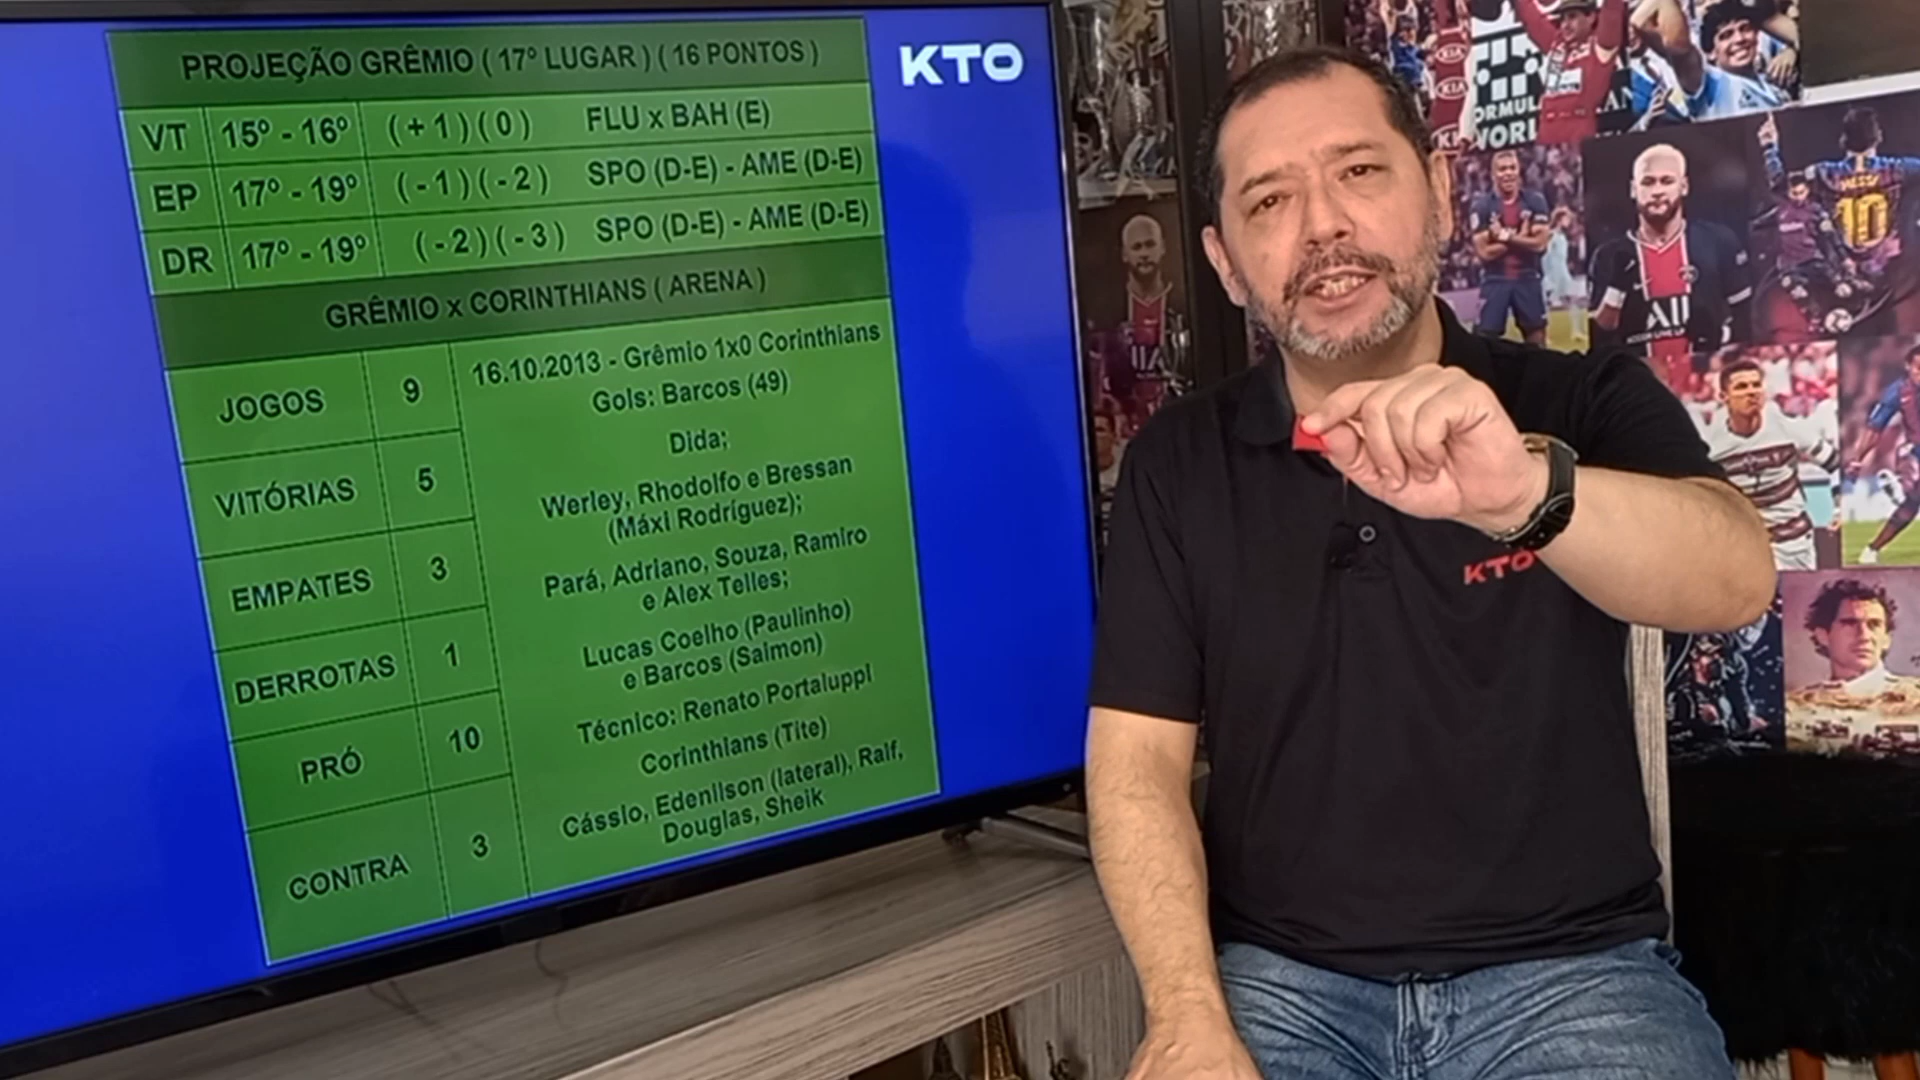 PROJEÇÃO GRÊMIO ( 17º LUGAR ) ( 16 PONTOS )
VT 15º - 16º ( + 1 ) ( 0 ) FLU x BAH (E)
EP 17º - 19º ( - 1 ) ( - 2 ) SPO (D-E) - AME (D-E)
DR 17º - 19º ( - 2 ) ( - 3 ) SPO (D-E) - AME (D-E)
GRÊMIO x CORINTHIANS ( ARENA )
JOGOS 9
VITÓRIAS 5
EMPATES 3
DERROTAS 1
PRÓ 10
CONTRA 3
16.10.2013 - Grêmio 1x0 Corinthians
Gols: Barcos (49)
Dida;
Werley, Rhodolfo e Bressan
(Máxi Rodríguez);
Pará, Adriano, Souza, Ramiro
e Alex Telles;
Lucas Coelho (Paulinho)
e Barcos (Saimon)
Técnico: Renato Portaluppi
Corinthians (Tite)
Cássio, Edenilson (lateral), Ralf,
Douglas, Sheik
KTO
KTO
KIA
KIA
MESSI
10